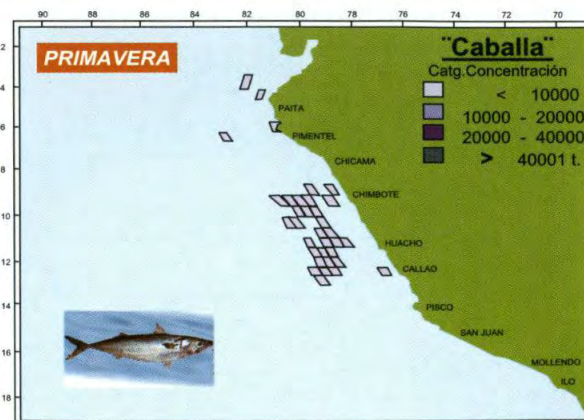 90 88 86 84 82 80 78 76 74 72 70
PRIMAVERA
"Caballa"
Catg.Concentración
< 10000
10000 - 20000
20000 - 40000
> 40001 t.
2
4
6
8
10
12
14
16
18
PAITA
PIMENTEL
CHICAMA
CHIMBOTE
HUACHO
CALLAO
PISCO
SAN JUAN
MOLLENDO
ILO